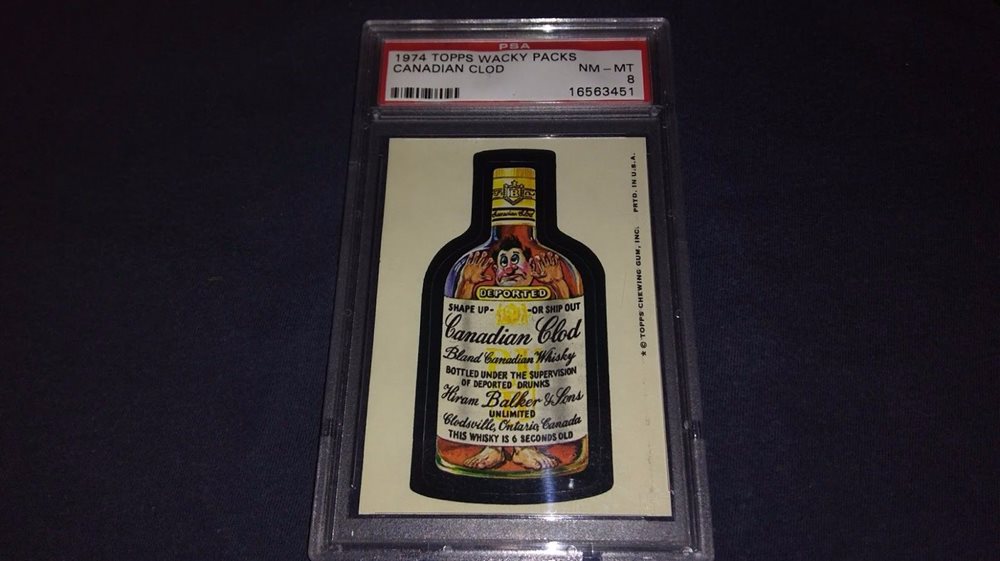 PSA
1974 TOPPS WACKY PACKS
CANADIAN CLOD NM-MT
8
16563451
Canadian Clod
DEPORTED
SHAPE UP- -OR SHIP OUT
Canadian Clod
Bland Canadian Whisky
BOTTLED UNDER THE SUPERVISION
OF DEPORTED DRUNKS
Hiram Balker & Sons
UNLIMITED
Clodsville, Ontario, Canada
THIS WHISKY IS 6 SECONDS OLD
★ © TOPPS CHEWING GUM, INC. PRTD. IN U.S.A.